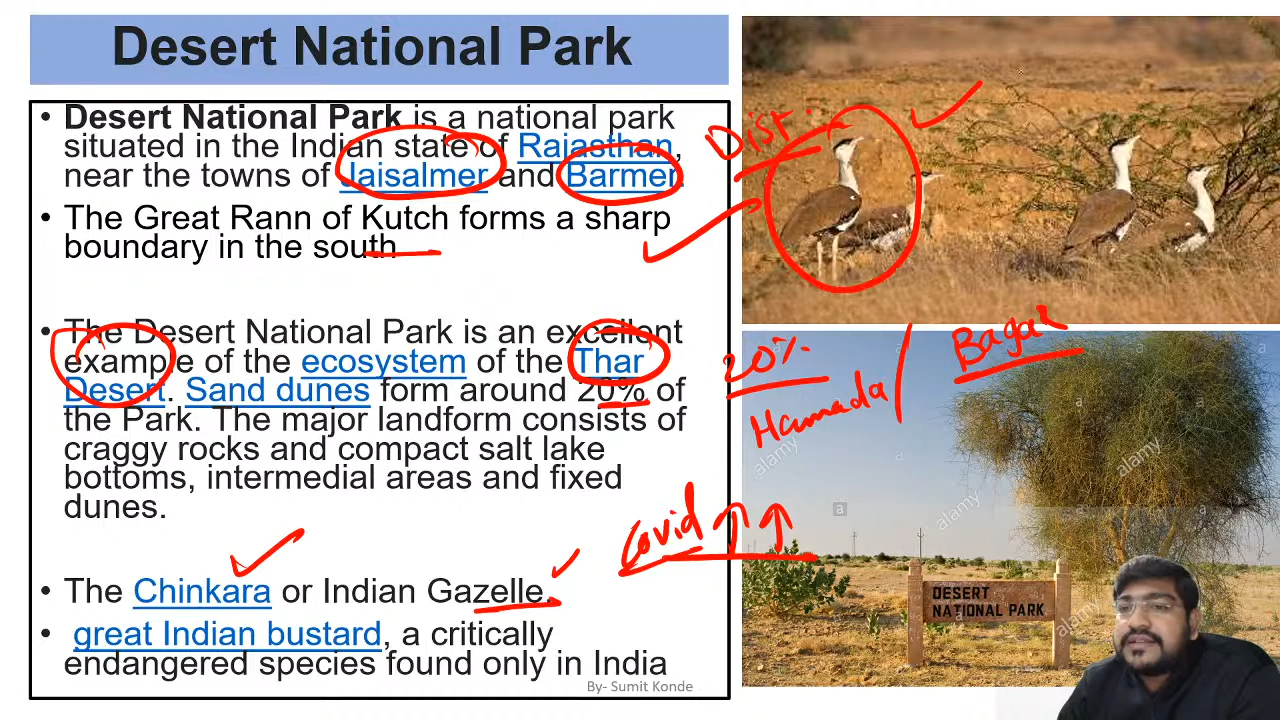 Desert National Park
• Desert National Park is a national park
situated in the Indian state of Rajasthan,
near the towns of Jaisalmer and Barmer.
• The Great Rann of Kutch forms a sharp
boundary in the south
• The Desert National Park is an excellent
example of the ecosystem of the Thar
Desert. Sand dunes form around 20% of
the Park. The major landform consists of
craggy rocks and compact salt lake
bottoms, intermedial areas and fixed
dunes.
• The Chinkara or Indian Gazelle.
• great Indian bustard, a critically
endangered species found only in India
By- Sumit Konde
Dist.
20%
Hamada /
Bagar
Covid
DESERT
NATIONAL PARK
alamy
alamy
alamy
alamy
a
a
a
a
a